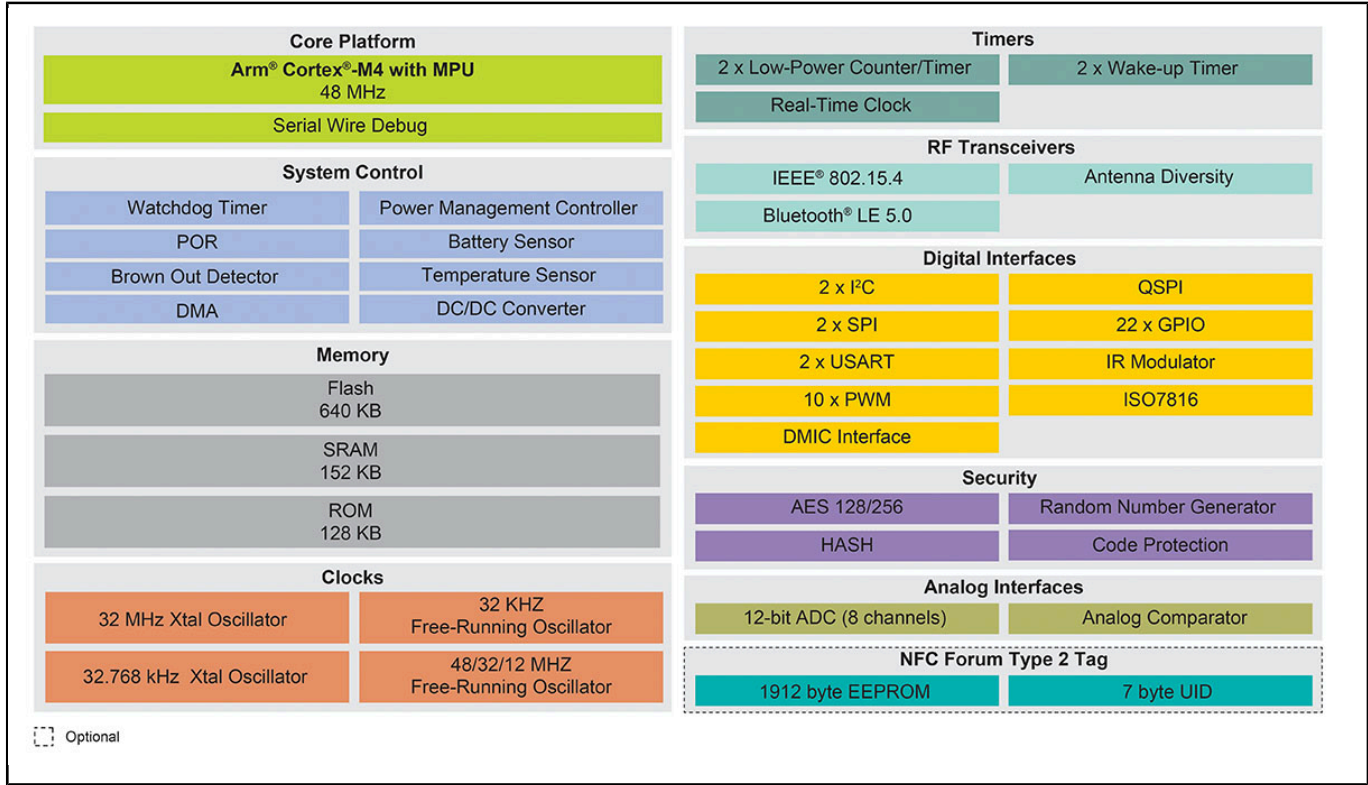 Core Platform
Arm® Cortex®-M4 with MPU
48 MHz
Serial Wire Debug
System Control
Watchdog Timer
Power Management Controller
POR
Battery Sensor
Brown Out Detector
Temperature Sensor
DMA
DC/DC Converter
Memory
Flash
640 KB
SRAM
152 KB
ROM
128 KB
Clocks
32 MHz Xtal Oscillator
32 KHZ
Free-Running Oscillator
32.768 kHz Xtal Oscillator
48/32/12 MHZ
Free-Running Oscillator
Optional
Timers
2 x Low-Power Counter/Timer
2 x Wake-up Timer
Real-Time Clock
RF Transceivers
IEEE® 802.15.4
Antenna Diversity
Bluetooth® LE 5.0
Digital Interfaces
2 x I²C
QSPI
2 x SPI
22 x GPIO
2 x USART
IR Modulator
10 x PWM
ISO7816
DMIC Interface
Security
AES 128/256
Random Number Generator
HASH
Code Protection
Analog Interfaces
12-bit ADC (8 channels)
Analog Comparator
NFC Forum Type 2 Tag
1912 byte EEPROM
7 byte UID